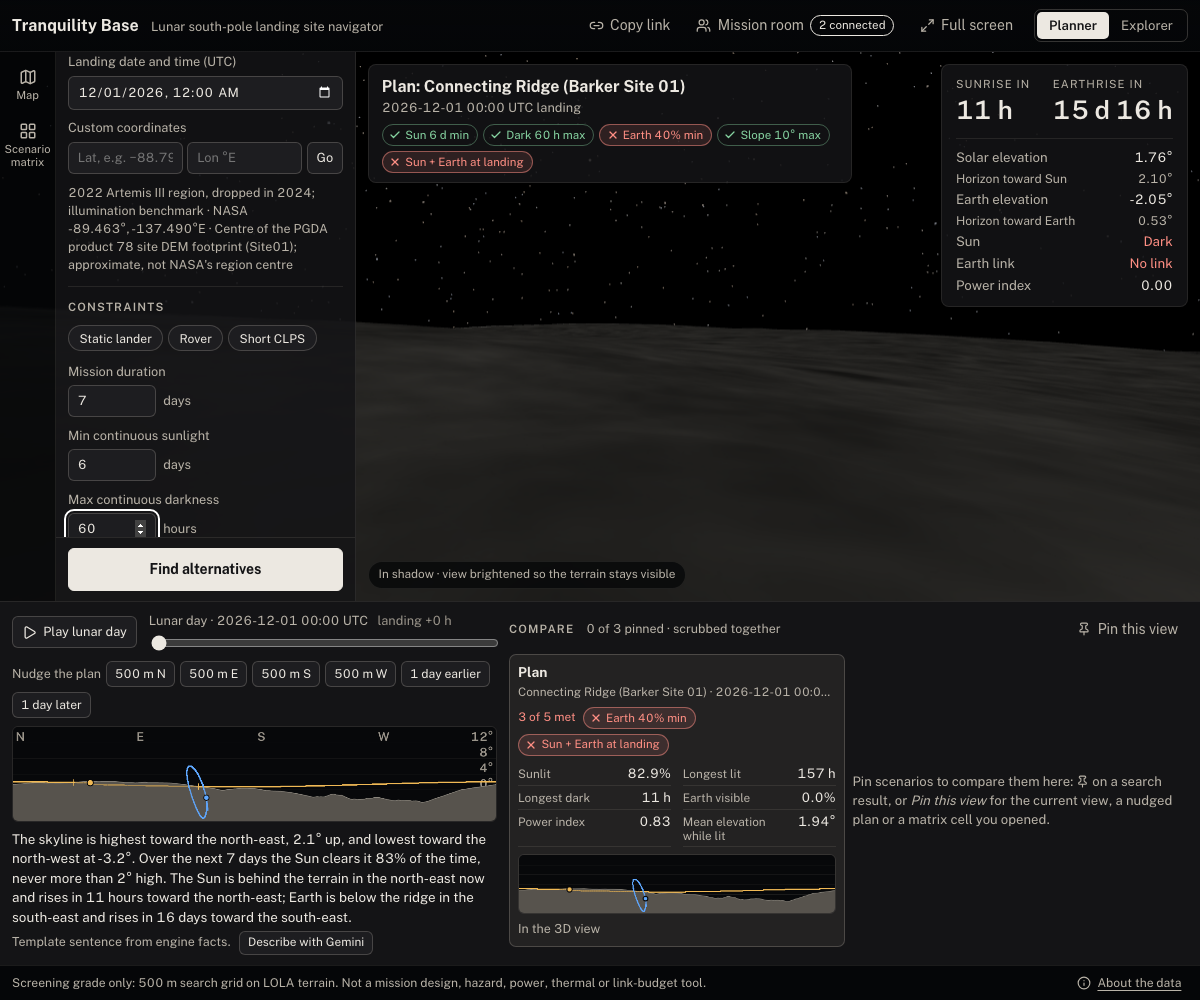 Tranquility Base
Lunar south-pole landing site navigator
Copy link
Mission room
2 connected
Full screen
Planner
Explorer
Map
Scenario
matrix
Landing date and time (UTC)
12/01/2026, 12:00 AM
Custom coordinates
Lat, e.g. −88.79
Lon °E
Go
2022 Artemis III region, dropped in 2024;
illumination benchmark · NASA
-89.463°, -137.490°E · Centre of the PGDA
product 78 site DEM footprint (Site01);
approximate, not NASA's region centre
CONSTRAINTS
Static lander
Rover
Short CLPS
Mission duration
7
days
Min continuous sunlight
6
days
Max continuous darkness
60
hours
Find alternatives
Plan: Connecting Ridge (Barker Site 01)
2026-12-01 00:00 UTC landing
Sun 6 d min
Dark 60 h max
Earth 40% min
Slope 10° max
Sun + Earth at landing
SUNRISE IN
EARTHRISE IN
11 h
15 d 16 h
Solar elevation
1.76°
Horizon toward Sun
2.10°
Earth elevation
-2.05°
Horizon toward Earth
0.53°
Sun
Dark
Earth link
No link
Power index
0.00
In shadow · view brightened so the terrain stays visible
Play lunar day
Lunar day · 2026-12-01 00:00 UTC landing +0 h
Nudge the plan
500 m N
500 m E
500 m S
500 m W
1 day earlier
1 day later
N
E
S
W
12°
8°
4°
0°
The skyline is highest toward the north-east, 2.1° up, and lowest toward the
north-west at -3.2°. Over the next 7 days the Sun clears it 83% of the time,
never more than 2° high. The Sun is behind the terrain in the north-east now
and rises in 11 hours toward the north-east; Earth is below the ridge in the
south-east and rises in 16 days toward the south-east.
Template sentence from engine facts.
Describe with Gemini
COMPARE
0 of 3 pinned · scrubbed together
Pin this view
Plan
Connecting Ridge (Barker Site 01) · 2026-12-01 00:0...
3 of 5 met
Earth 40% min
Sun + Earth at landing
Sunlit
82.9%
Longest lit
157 h
Longest dark
11 h
Earth visible
0.0%
Power index
0.83
Mean elevation
while lit
1.94°
In the 3D view
Pin scenarios to compare them here: on a search
result, or Pin this view for the current view, a nudged
plan or a matrix cell you opened.
Screening grade only: 500 m search grid on LOLA terrain. Not a mission design, hazard, power, thermal or link-budget tool.
About the data